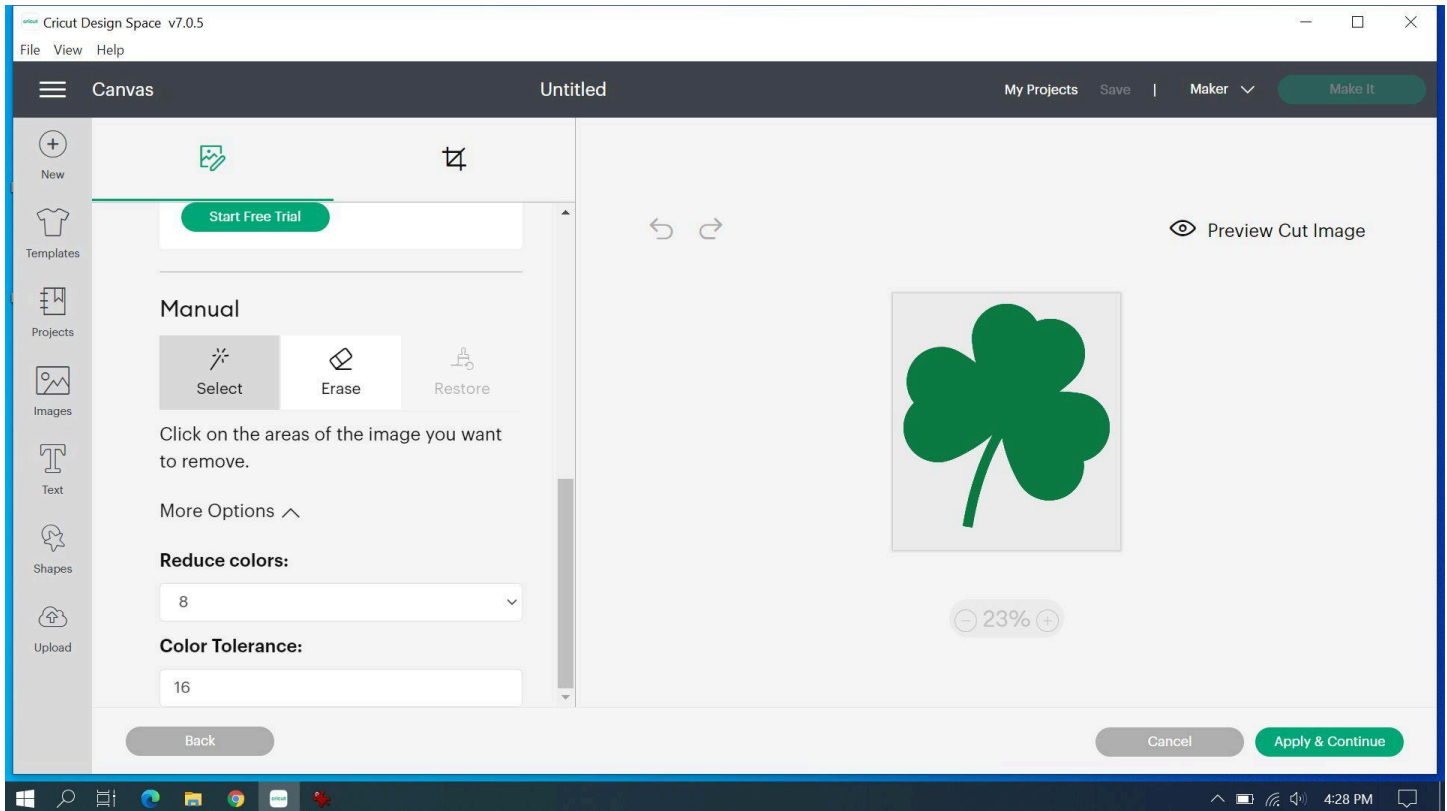 cricut Cricut Design Space v7.0.5
File View Help
Canvas Untitled My Projects Save | Maker Make It
New
Templates
Projects
Images
Text
Shapes
Upload
Start Free Trial
Preview Cut Image
Manual
Select Erase Restore
Click on the areas of the image you want
to remove.
More Options
Reduce colors:
8
Color Tolerance:
16
23%
Back Cancel Apply & Continue
cricut
4:28 PM